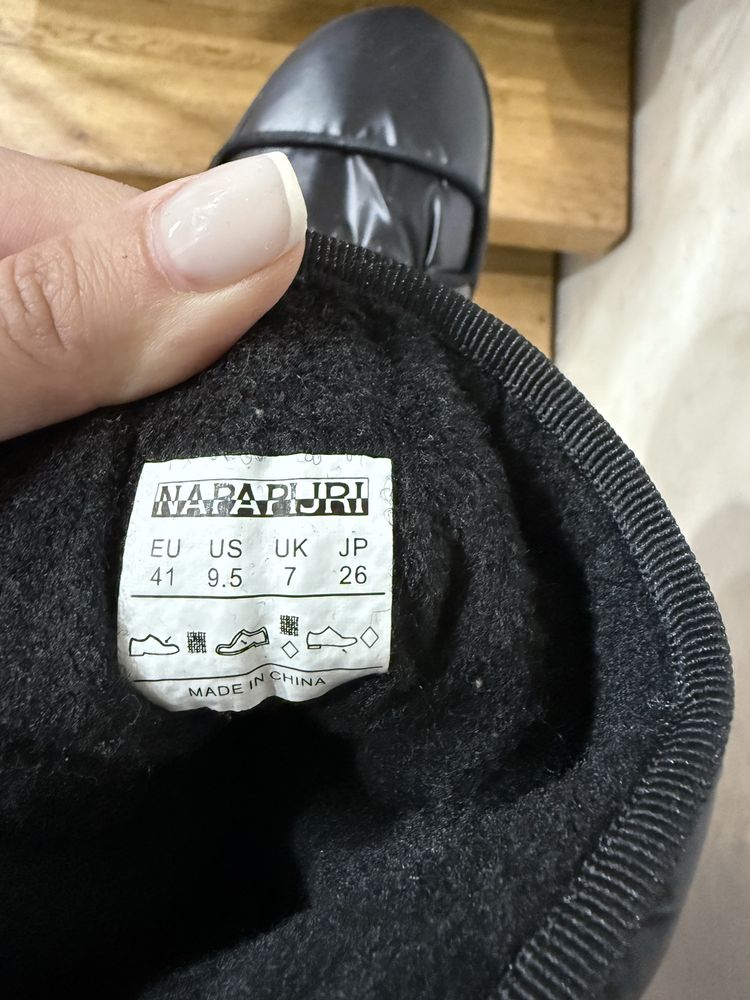 NAPAPIJRI
EU US UK JP
41 9.5 7 26
MADE IN CHINA